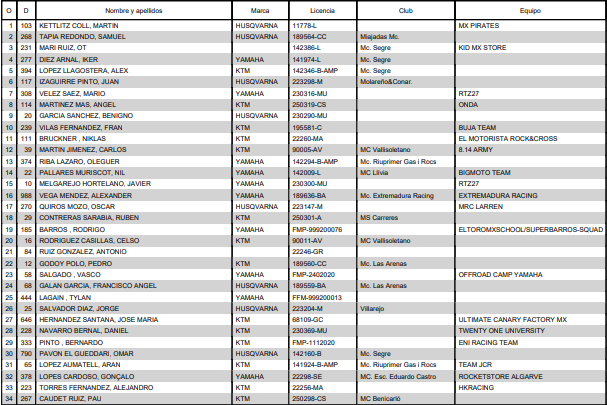 O D Nombre y apellidos Marca Licencia Club Equipo
1 103 KETTLITZ COLL, MARTIN HUSQVARNA 11778-L MX PIRATES
2 268 TAPIA REDONDO, SAMUEL HUSQVARNA 189564-CC Miajadas Mc.
3 231 MARI RUIZ, OT 142386-L Mc. Segre KID MX STORE
4 277 DIEZ ARNAL, IKER YAMAHA 141974-L Mc. Segre
5 394 LOPEZ LLAGOSTERA, ALEX KTM 142346-B-AMP Mc. Segre
6 117 IZAGUIRRE PINTO, JUAN HUSQVARNA 223298-M Molareño&Conar.
7 308 VELEZ SAEZ, MARIO YAMAHA 230316-MU RTZ27
8 114 MARTINEZ MAS, ANGEL KTM 250319-CS ONDA
9 20 GARCIA SANCHEZ, BENIGNO HUSQVARNA 230290-MU
10 239 VILAS FERNANDEZ, FRAN KTM 195581-C BUJA TEAM
11 111 BRUCKNER , NIKLAS KTM 22260-MA EL MOTORISTA ROCK&CROSS
12 39 MARTIN JIMENEZ, CARLOS KTM 90005-AV MC Vallisoletano 8.14 ARMY
13 374 RIBA LAZARO, OLEGUER YAMAHA 142294-B-AMP Mc. Riuprimer Gas i Rocs
14 22 PALLARES MURISCOT, NIL YAMAHA 142009-L MC Llívia BIGMOTO TEAM
15 10 MELGAREJO HORTELANO, JAVIER YAMAHA 230300-MU RTZ27
16 988 VEGA MENDEZ, ALEXANDER YAMAHA 189636-BA Mc. Extremadura Racing EXTREMADURA RACING
17 270 QUIROS MOZO, OSCAR HUSQVARNA 223147-M MRC LARREN
18 29 CONTRERAS SARABIA, RUBEN KTM 250301-A MS Carreres
19 185 BARROS , RODRIGO YAMAHA FMP-999200076 ELTOROMXSCHOOL/SUPERBARROS-SQUAD
20 16 RODRIGUEZ CASILLAS, CELSO KTM 90011-AV MC Vallisoletano
21 84 RUIZ GONZALEZ, ANTONIO 22246-GR
22 12 GODOY POLO, PEDRO KTM 189560-CC Mc. Las Arenas
23 58 SALGADO , VASCO YAMAHA FMP-2402020 OFFROAD CAMP YAMAHA
24 68 GALAN GARCIA, FRANCISCO ANGEL HUSQVARNA 189559-BA Mc. Las Arenas
25 444 LAGAIN , TYLAN YAMAHA FFM-999200013
26 25 SALVADOR DIAZ, JORGE HUSQVARNA 223204-M Villarejo
27 646 HERNANDEZ SANTANA, JOSE MARIA KTM 68109-GC ULTIMATE CANARY FACTORY MX
28 228 NAVARRO BERNAL, DANIEL KTM 230369-MU TWENTY ONE UNIVERSITY
29 333 PINTO , BERNARDO KTM FMP-1112020 ENI RACING TEAM
30 790 PAVON EL GUEDDARI, OMAR HUSQVARNA 142160-B Mc. Segre
31 65 LOPEZ AUMATELL, ARAN KTM 141924-B-AMP Mc. Riuprimer Gas i Rocs TEAM JCR
32 378 LOPES CARDOSO, GONÇALO YAMAHA 22298-SE MC. Esc. Eduardo Castro ROCKETSTORE ALGARVE
33 223 TORRES FERNANDEZ, ALEJANDRO KTM 22256-MA HKRACING
34 267 CAUDET RUIZ, PAU KTM 250298-CS MC Benicarló